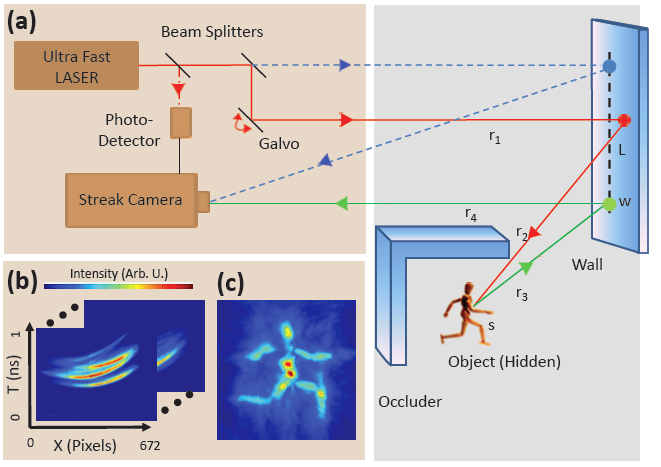 (a)
Beam Splitters
Ultra Fast
LASER
Photo-
Detector
Galvo
Streak Camera
r1
L
w
r4
r2
r3
Wall
s
Object (Hidden)
Occluder
(b)
Intensity (Arb. U.)
(c)
1
T (ns)
0
0
X (Pixels)
672